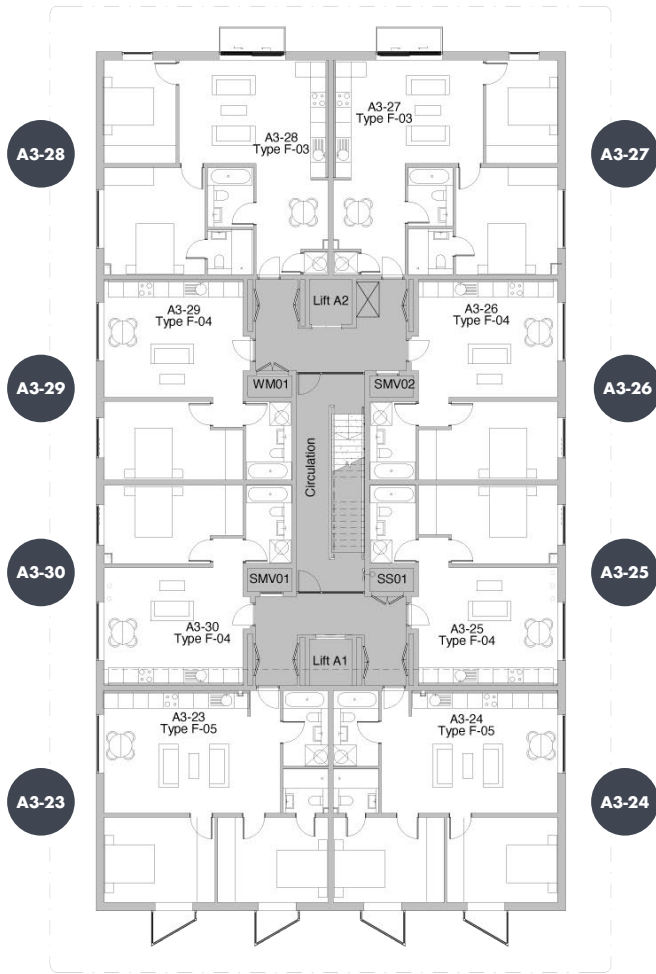 A3-28
A3-27
A3-28
Type F-03
A3-27
Type F-03
Lift A2
A3-29
Type F-04
A3-26
Type F-04
A3-29
A3-26
WM01
SMV02
Circulation
A3-30
A3-25
SMV01
SS01
A3-30
Type F-04
A3-25
Type F-04
Lift A1
A3-23
Type F-05
A3-24
Type F-05
A3-23
A3-24